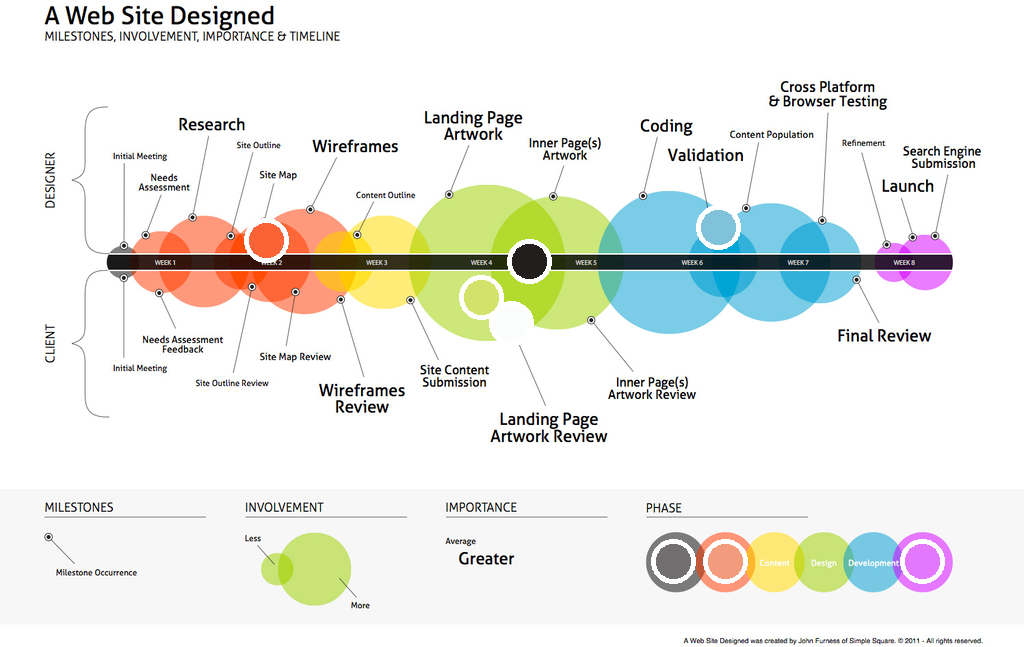 A Web Site Designed
MILESTONES, INVOLVEMENT, IMPORTANCE & TIMELINE
DESIGNER
Initial Meeting
Needs
Assessment
Research
Site Outline
Site Map
Wireframes
Content Outline
Landing Page
Artwork
Inner Page(s)
Artwork
Coding
Validation
Content Population
Cross Platform
& Browser Testing
Refinement
Launch
Search Engine
Submission
WEEK 1
WEEK 3
WEEK 4
WEEK 5
WEEK 6
WEEK 7
WEEK 8
CLIENT
Initial Meeting
Needs Assessment
Feedback
Site Outline Review
Site Map Review
Wireframes
Review
Site Content
Submission
Landing Page
Artwork Review
Inner Page(s)
Artwork Review
Final Review
MILESTONES
Milestone Occurrence
INVOLVEMENT
Less
More
IMPORTANCE
Average
Greater
PHASE
Content
Design
Development
A Web Site Designed was created by John Furness of Simple Square. © 2011 - All rights reserved.